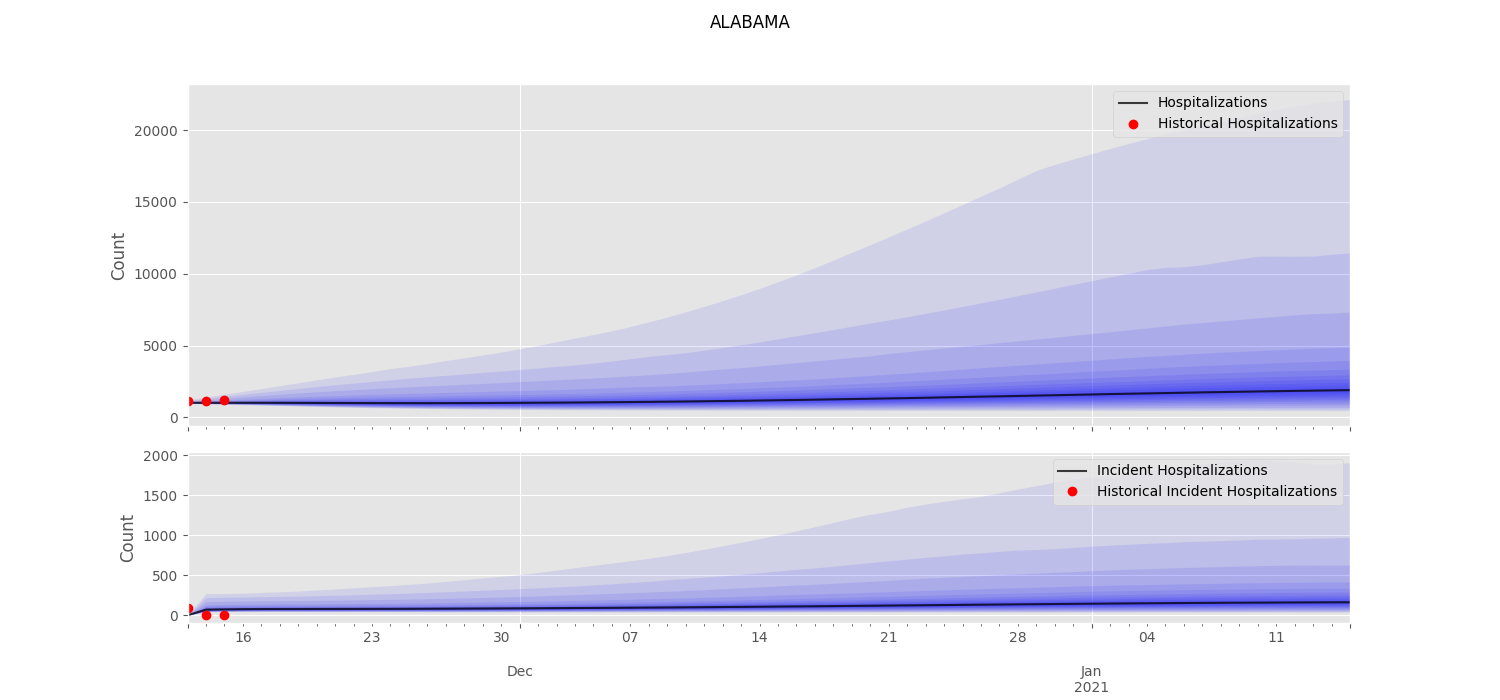 ALABAMA
Hospitalizations
Historical Hospitalizations
20000
15000
10000
5000
0
Count
Incident Hospitalizations
Historical Incident Hospitalizations
2000
1500
1000
500
0
Count
16 23 30 07 14 21 28 04 11
Dec Jan
2021